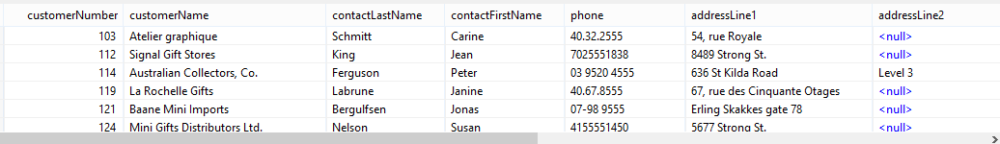 customerNumber customerName contactLastName contactFirstName phone addressLine1 addressLine2
103 Atelier graphique Schmitt Carine 40.32.2555 54, rue Royale <null>
112 Signal Gift Stores King Jean 7025551838 8489 Strong St. <null>
114 Australian Collectors, Co. Ferguson Peter 03 9520 4555 636 St Kilda Road Level 3
119 La Rochelle Gifts Labrune Janine 40.67.8555 67, rue des Cinquante Otages <null>
121 Baane Mini Imports Bergulfsen Jonas 07-98 9555 Erling Skakkes gate 78 <null>
124 Mini Gifts Distributors Ltd. Nelson Susan 4155551450 5677 Strong St. <null>